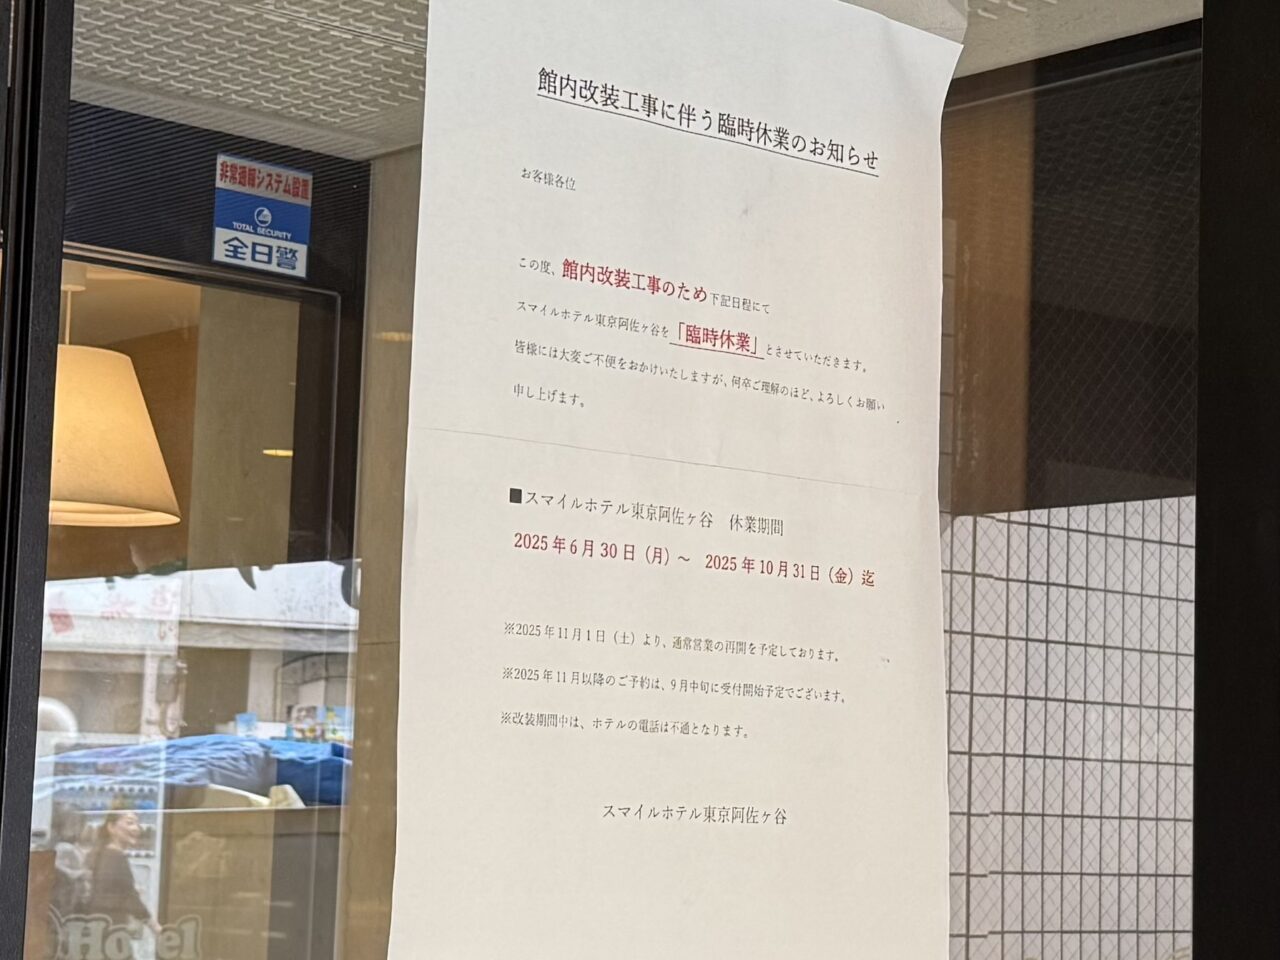 館内改装工事に伴う臨時休業のお知らせ
お客様各位
この度、館内改装工事のため下記日程にて
スマイルホテル東京阿佐ヶ谷を「臨時休業」とさせていただきます。
皆様には大変ご不便をおかけいたしますが、何卒ご理解のほど、よろしくお願い
申し上げます。
■スマイルホテル東京阿佐ヶ谷　休業期間
2025年6月30日（月）～　2025年10月31日（金）迄
※2025年11月1日（土）より、通常営業の再開を予定しております。
※2025年11月以降のご予約は、9月中旬に受付開始予定でございます。
※改装期間中は、ホテルの電話は不通となります。
スマイルホテル東京阿佐ヶ谷
非常通報システム設置
TOTAL SECURITY
全日警
Hotel